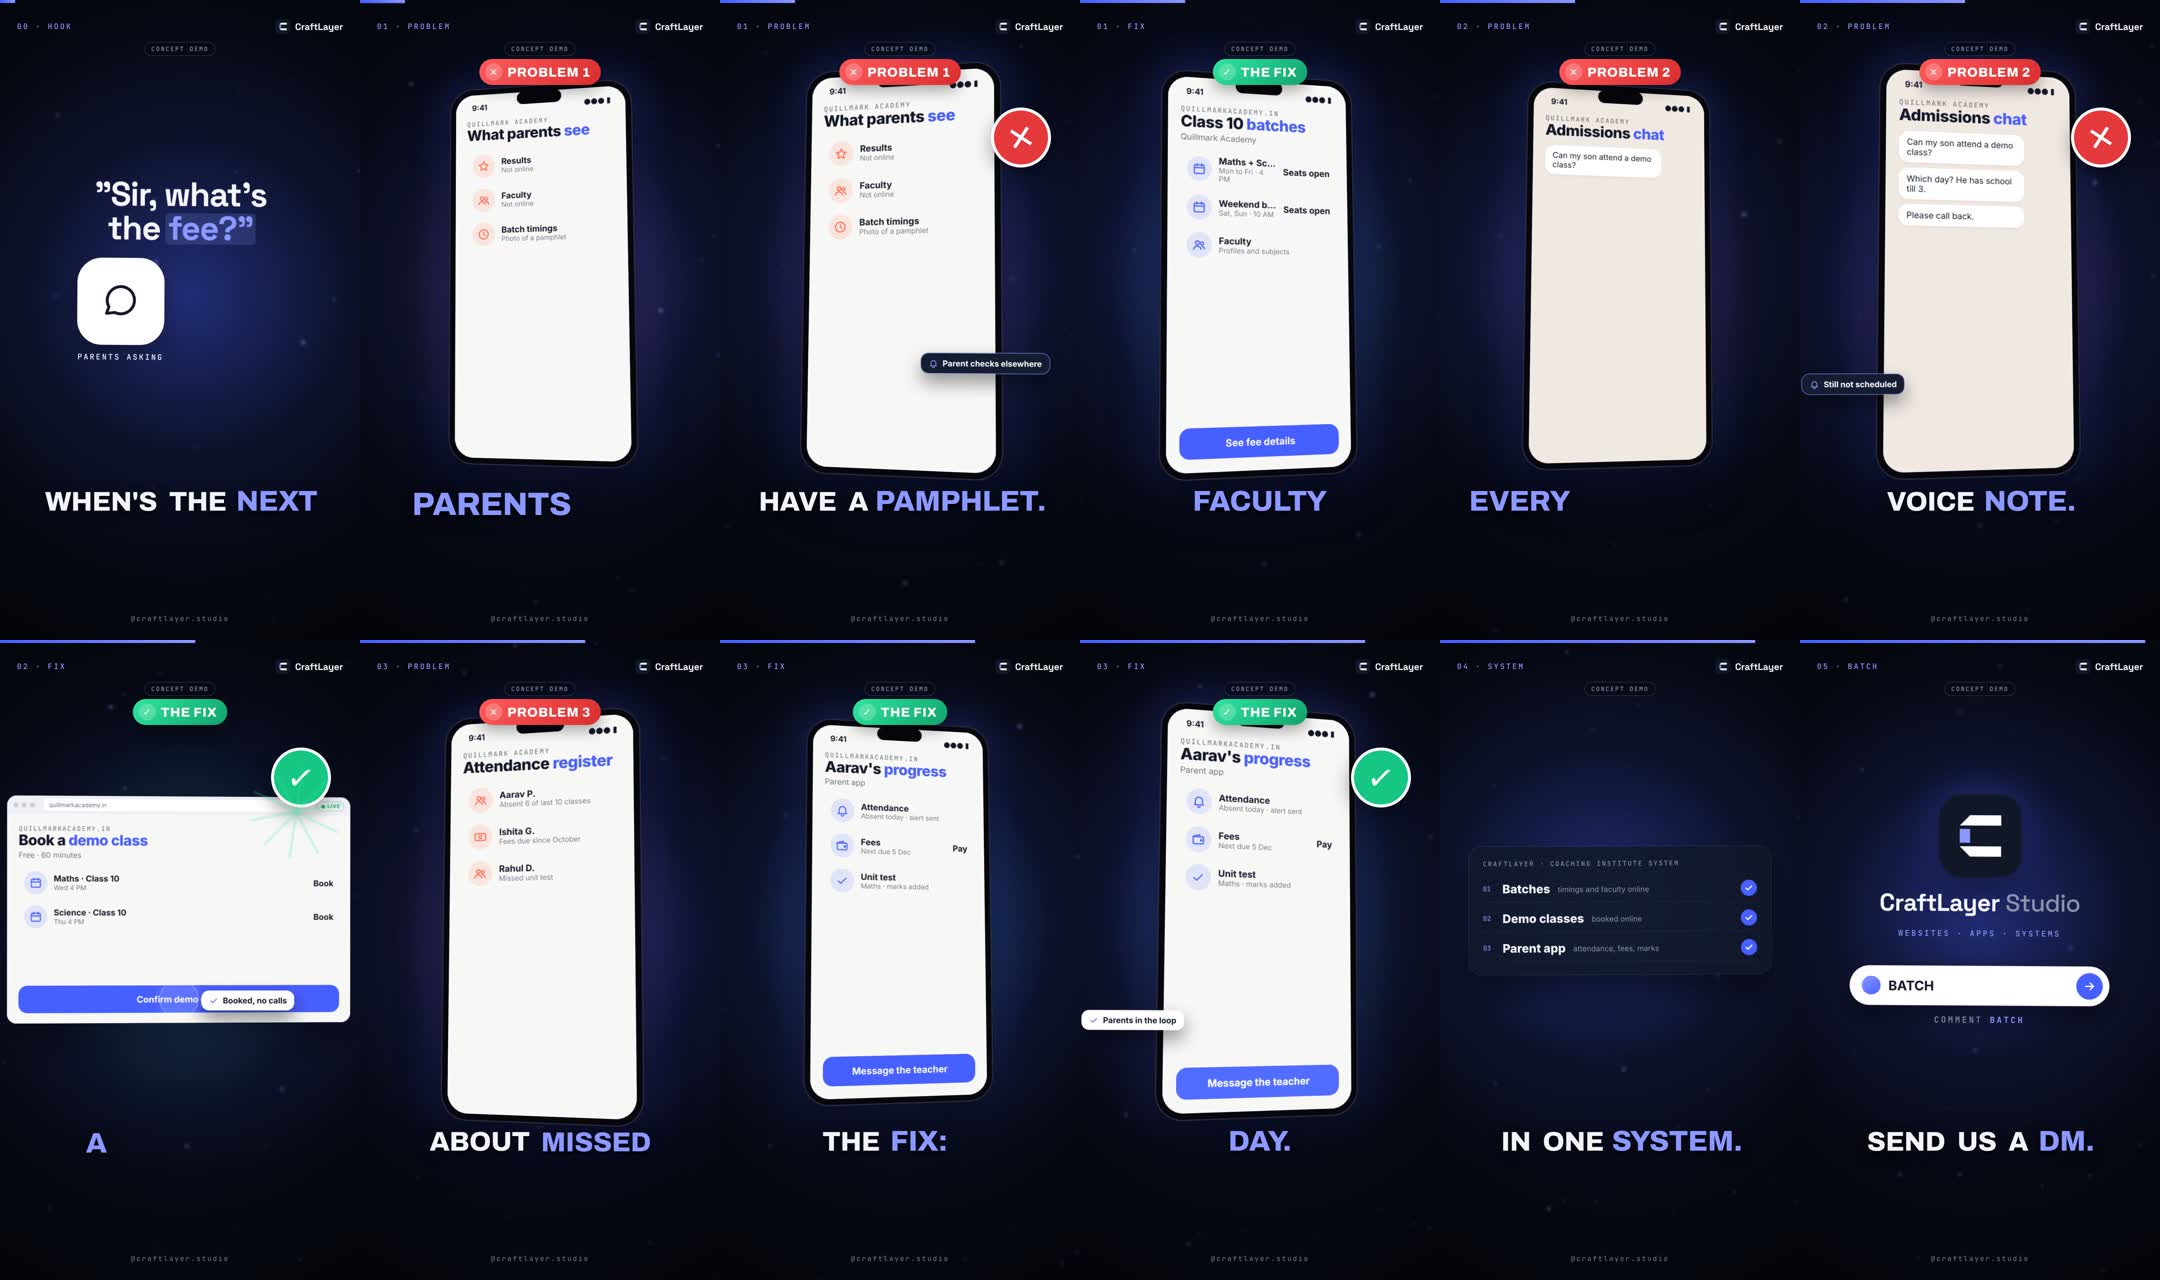 00 · HOOK
CraftLayer
CONCEPT DEMO
"Sir, what's
the fee?"
PARENTS ASKING
WHEN'S THE NEXT
@craftlayer.studio
01 · PROBLEM
CraftLayer
CONCEPT DEMO
PROBLEM 1
9:41
QUILLMARK ACADEMY
What parents see
Results
Not online
Faculty
Not online
Batch timings
Photo of a pamphlet
PARENTS
@craftlayer.studio
01 · PROBLEM
CraftLayer
CONCEPT DEMO
PROBLEM 1
9:41
QUILLMARK ACADEMY
What parents see
Results
Not online
Faculty
Not online
Batch timings
Photo of a pamphlet
Parent checks elsewhere
HAVE A PAMPHLET.
@craftlayer.studio
01 · FIX
CraftLayer
CONCEPT DEMO
THE FIX
9:41
QUILLMARKACADEMY.IN
Class 10 batches
Quillmark Academy
Maths + Sc...
Mon to Fri · 4
PM
Seats open
Weekend b...
Sat, Sun · 10 AM
Seats open
Faculty
Profiles and subjects
See fee details
FACULTY
@craftlayer.studio
02 · PROBLEM
CraftLayer
CONCEPT DEMO
PROBLEM 2
9:41
QUILLMARK ACADEMY
Admissions chat
Can my son attend a demo
class?
EVERY
@craftlayer.studio
02 · PROBLEM
CraftLayer
CONCEPT DEMO
PROBLEM 2
9:41
QUILLMARK ACADEMY
Admissions chat
Can my son attend a demo
class?
Which day? He has school
till 3.
Please call back.
Still not scheduled
VOICE NOTE.
@craftlayer.studio
02 · FIX
CraftLayer
CONCEPT DEMO
THE FIX
quillmarkacademy.in
LIVE
QUILLMARKACADEMY.IN
Book a demo class
Free · 60 minutes
Maths · Class 10
Wed 4 PM
Book
Science · Class 10
Thu 4 PM
Book
Confirm demo
Booked, no calls
A
@craftlayer.studio
03 · PROBLEM
CraftLayer
CONCEPT DEMO
PROBLEM 3
9:41
QUILLMARK ACADEMY
Attendance register
Aarav P.
Absent 6 of last 10 classes
Ishita G.
Fees due since October
Rahul D.
Missed unit test
ABOUT MISSED
@craftlayer.studio
03 · FIX
CraftLayer
CONCEPT DEMO
THE FIX
9:41
QUILLMARKACADEMY.IN
Aarav's progress
Parent app
Attendance
Absent today · alert sent
Fees
Next due 5 Dec
Pay
Unit test
Maths · marks added
Message the teacher
THE FIX:
@craftlayer.studio
03 · FIX
CraftLayer
CONCEPT DEMO
THE FIX
9:41
QUILLMARKACADEMY.IN
Aarav's progress
Parent app
Attendance
Absent today · alert sent
Fees
Next due 5 Dec
Pay
Unit test
Maths · marks added
Parents in the loop
Message the teacher
DAY.
@craftlayer.studio
04 · SYSTEM
CraftLayer
CONCEPT DEMO
CRAFTLAYER · COACHING INSTITUTE SYSTEM
01 Batches timings and faculty online
02 Demo classes booked online
03 Parent app attendance, fees, marks
IN ONE SYSTEM.
@craftlayer.studio
05 · BATCH
CraftLayer
CONCEPT DEMO
CraftLayer Studio
WEBSITES · APPS · SYSTEMS
BATCH
COMMENT BATCH
SEND US A DM.
@craftlayer.studio